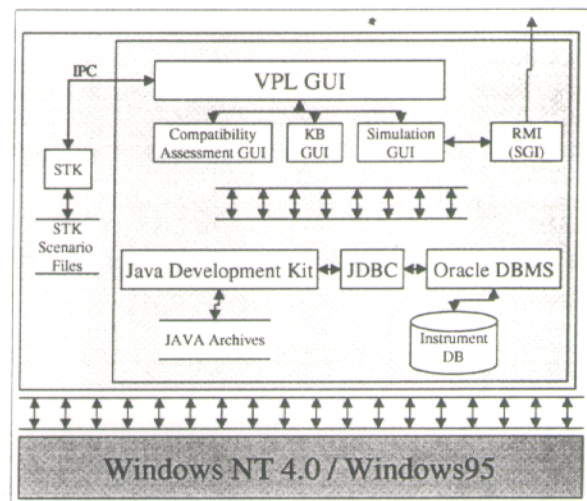 IPC
VPL GUI
Compatibility
Assessment GUI
KB
GUI
Simulation
GUI
RMI
(SGI)
STK
STK
Scenario
Files
Java Development Kit
JDBC
Oracle DBMS
JAVA Archives
Instrument
DB
Windows NT 4.0 / Windows95